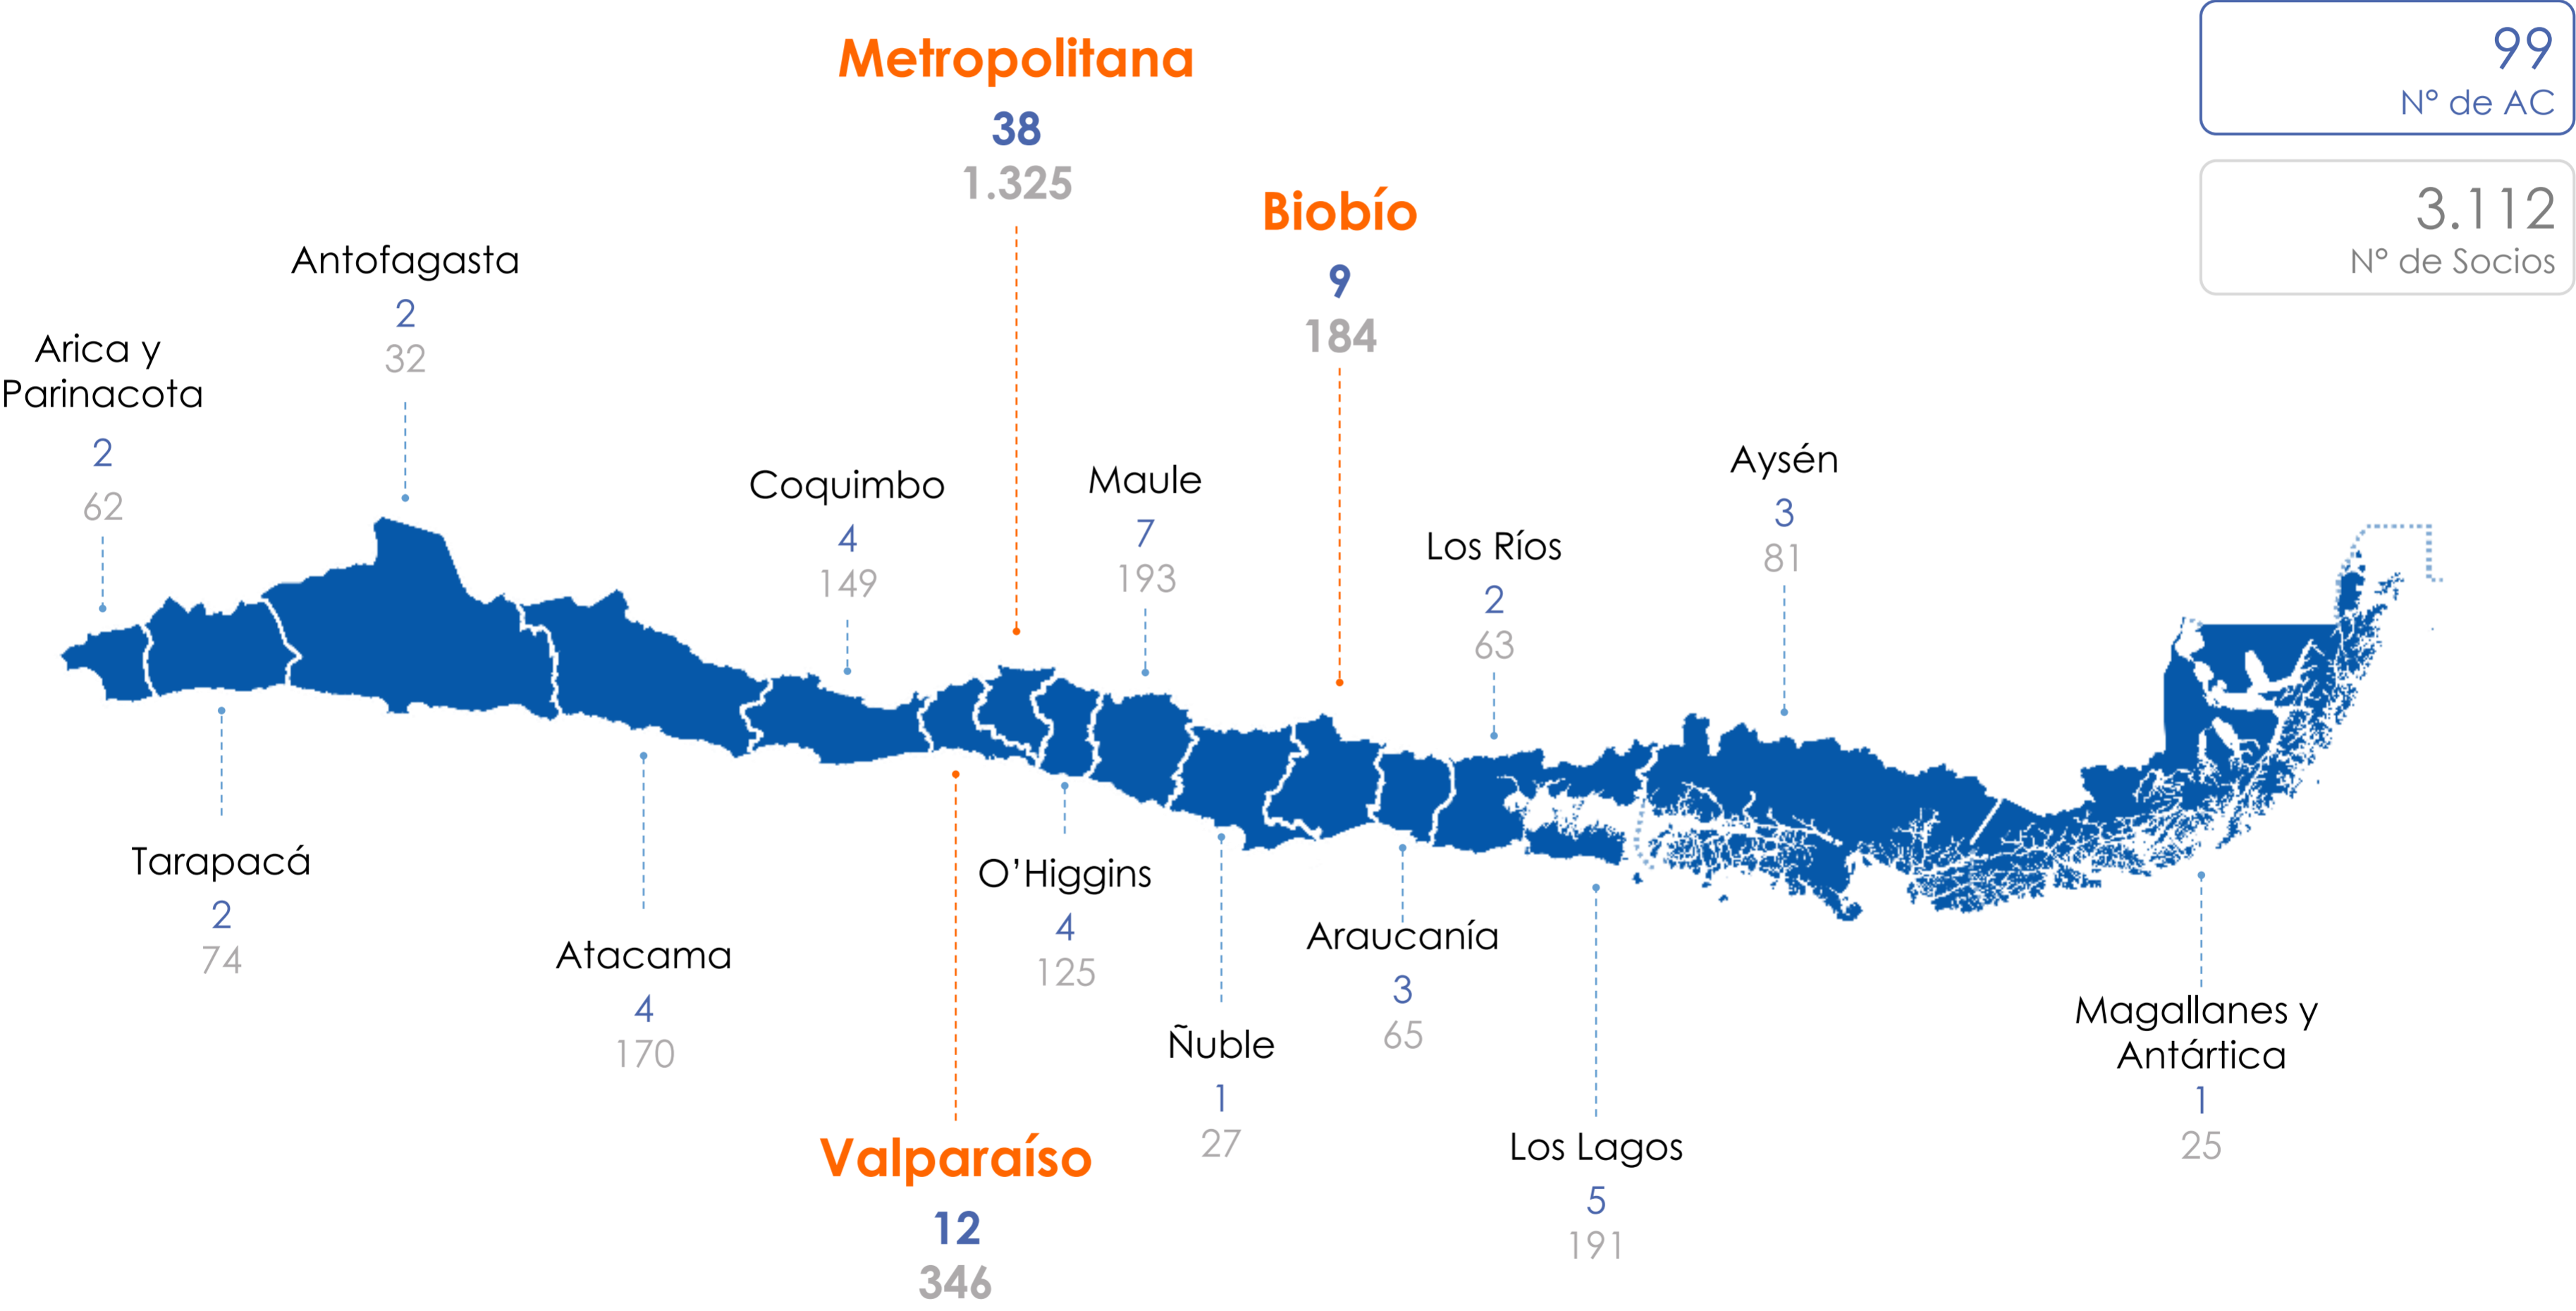 Metropolitana
38
1.325
99
N° de AC
3.112
N° de Socios
Biobío
9
184
Antofagasta
2
32
Arica y
Parinacota
2
62
Coquimbo
4
149
Maule
7
193
Los Ríos
2
63
Aysén
3
81
Tarapacá
2
74
Atacama
4
170
Valparaíso
12
346
O’Higgins
4
125
Ñuble
1
27
Araucanía
3
65
Los Lagos
5
191
Magallanes y
Antártica
1
25